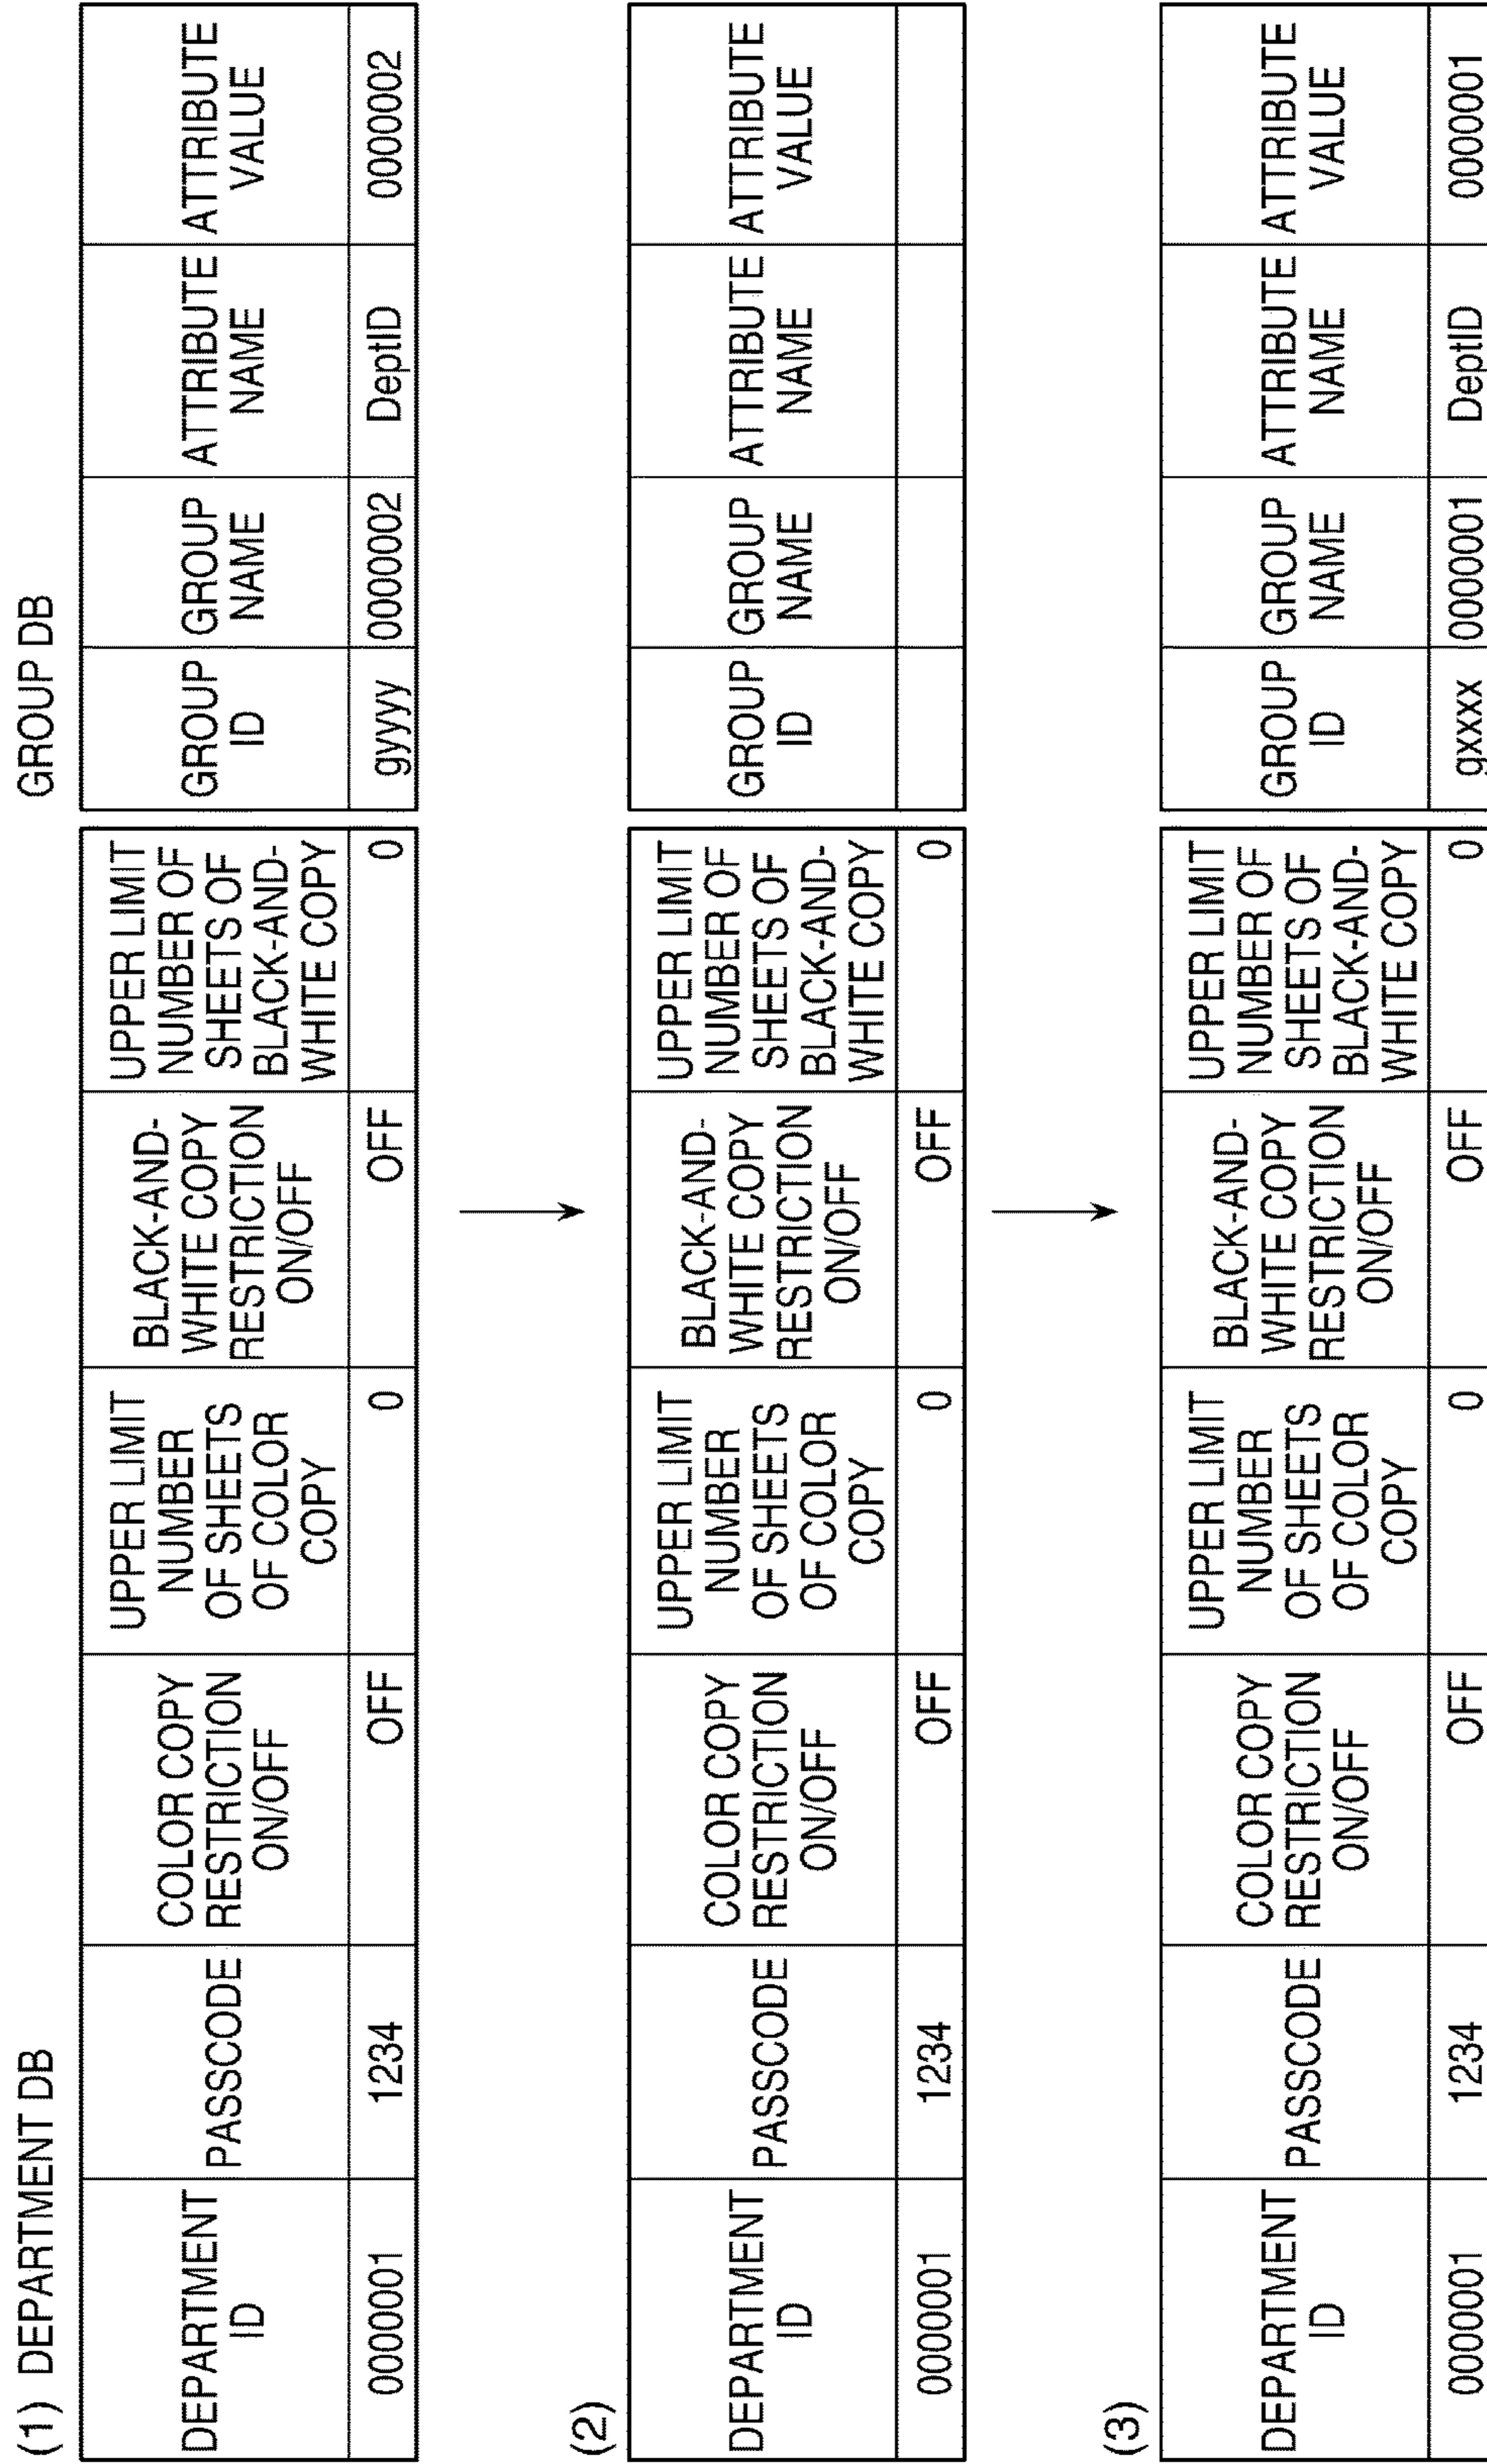 (1) DEPARTMENT DB
GROUP DB
DEPARTMENT
ID
PASSCODE
COLOR COPY
RESTRICTION
ON/OFF
UPPER LIMIT
NUMBER
OF SHEETS
OF COLOR
COPY
BLACK-AND-
WHITE COPY
RESTRICTION
ON/OFF
UPPER LIMIT
NUMBER OF
SHEETS OF
BLACK-AND-
WHITE COPY
GROUP
ID
GROUP
NAME
ATTRIBUTE
NAME
ATTRIBUTE
VALUE
0000001
1234
OFF
0
OFF
0
gyyyy
0000002
DeptID
0000002
(2)
DEPARTMENT
ID
PASSCODE
COLOR COPY
RESTRICTION
ON/OFF
UPPER LIMIT
NUMBER
OF SHEETS
OF COLOR
COPY
BLACK-AND-
WHITE COPY
RESTRICTION
ON/OFF
UPPER LIMIT
NUMBER OF
SHEETS OF
BLACK-AND-
WHITE COPY
GROUP
ID
GROUP
NAME
ATTRIBUTE
NAME
ATTRIBUTE
VALUE
0000001
1234
OFF
0
OFF
0
(3)
DEPARTMENT
ID
PASSCODE
COLOR COPY
RESTRICTION
ON/OFF
UPPER LIMIT
NUMBER
OF SHEETS
OF COLOR
COPY
BLACK-AND-
WHITE COPY
RESTRICTION
ON/OFF
UPPER LIMIT
NUMBER OF
SHEETS OF
BLACK-AND-
WHITE COPY
GROUP
ID
GROUP
NAME
ATTRIBUTE
NAME
ATTRIBUTE
VALUE
0000001
1234
OFF
0
OFF
0
gxxxx
0000001
DeptID
0000001